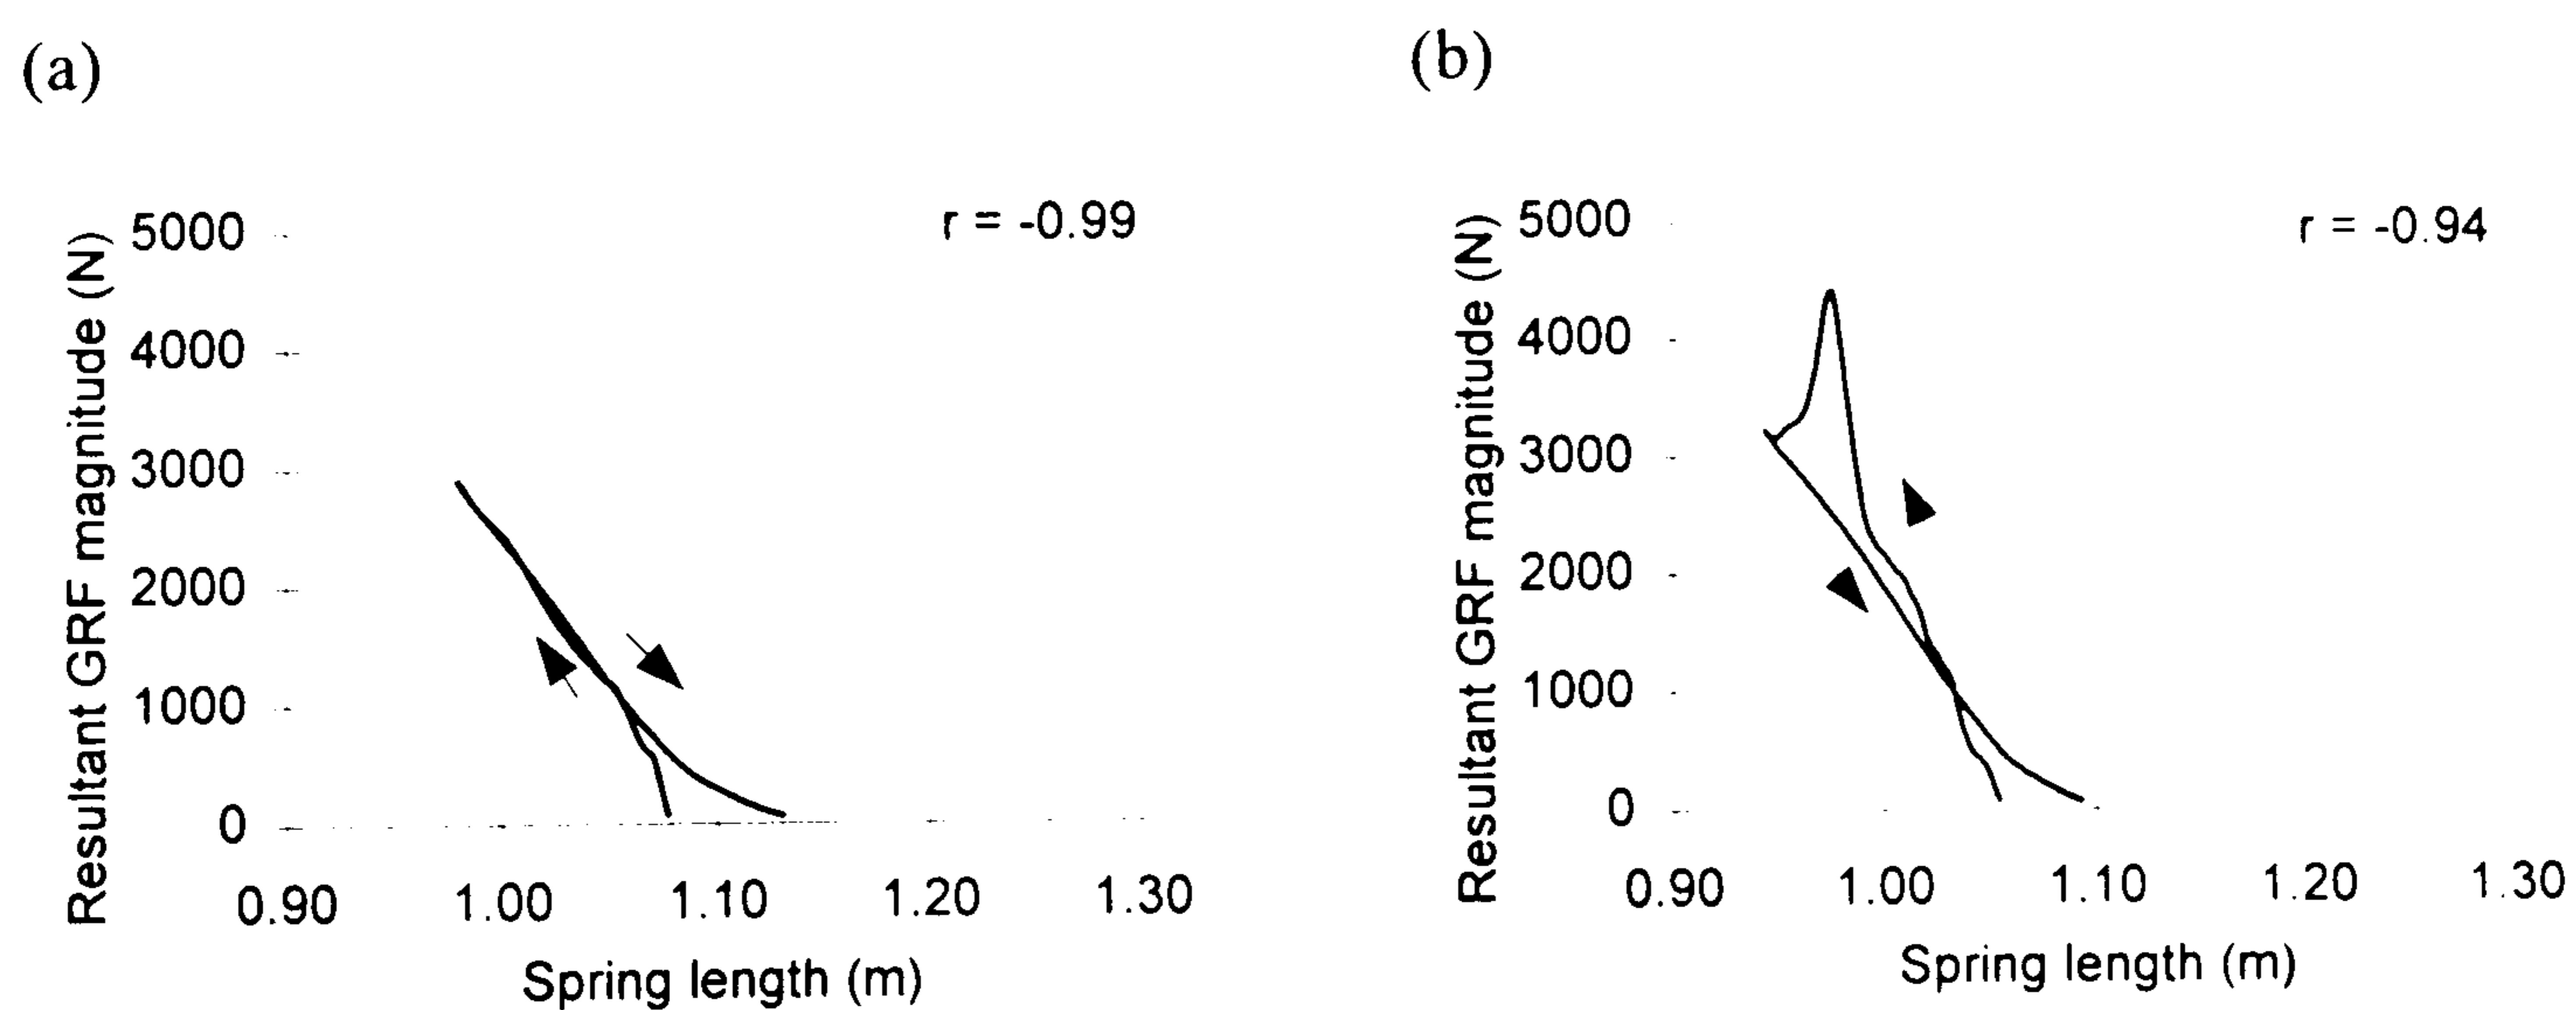 (a)
r = -0.99
Resultant GRF magnitude (N)
5000
4000
3000
2000
1000
0
0.90 1.00 1.10 1.20 1.30
Spring length (m)
(b)
r = -0.94
Resultant GRF magnitude (N)
5000
4000
3000
2000
1000
0
0.90 1.00 1.10 1.20 1.30
Spring length (m)